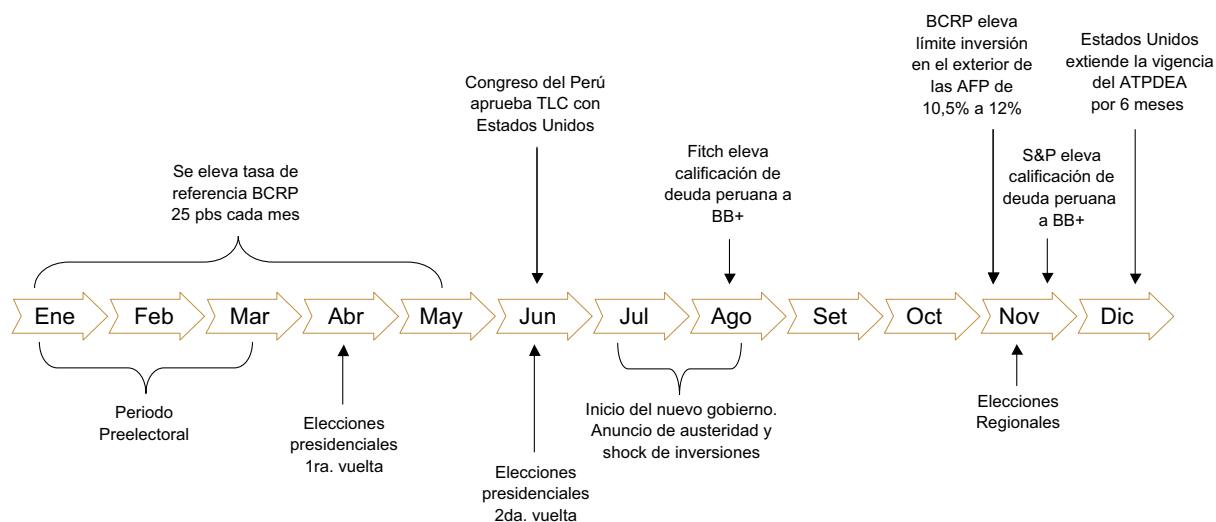 BCRP eleva
límite inversión
en el exterior de
las AFP de
10,5% a 12%
Estados Unidos
extiende la vigencia
del ATPDEA
por 6 meses
Congreso del Perú
aprueba TLC con
Estados Unidos
Fitch eleva
calificación de
deuda peruana a
BB+
S&P eleva
calificación de
deuda peruana
a BB+
Se eleva tasa de
referencia BCRP
25 pbs cada mes
Ene Feb Mar Abr May Jun Jul Ago Set Oct Nov Dic
Periodo
Preelectoral
Elecciones
presidenciales
1ra. vuelta
Elecciones
presidenciales
2da. vuelta
Inicio del nuevo gobierno.
Anuncio de austeridad y
shock de inversiones
Elecciones
Regionales